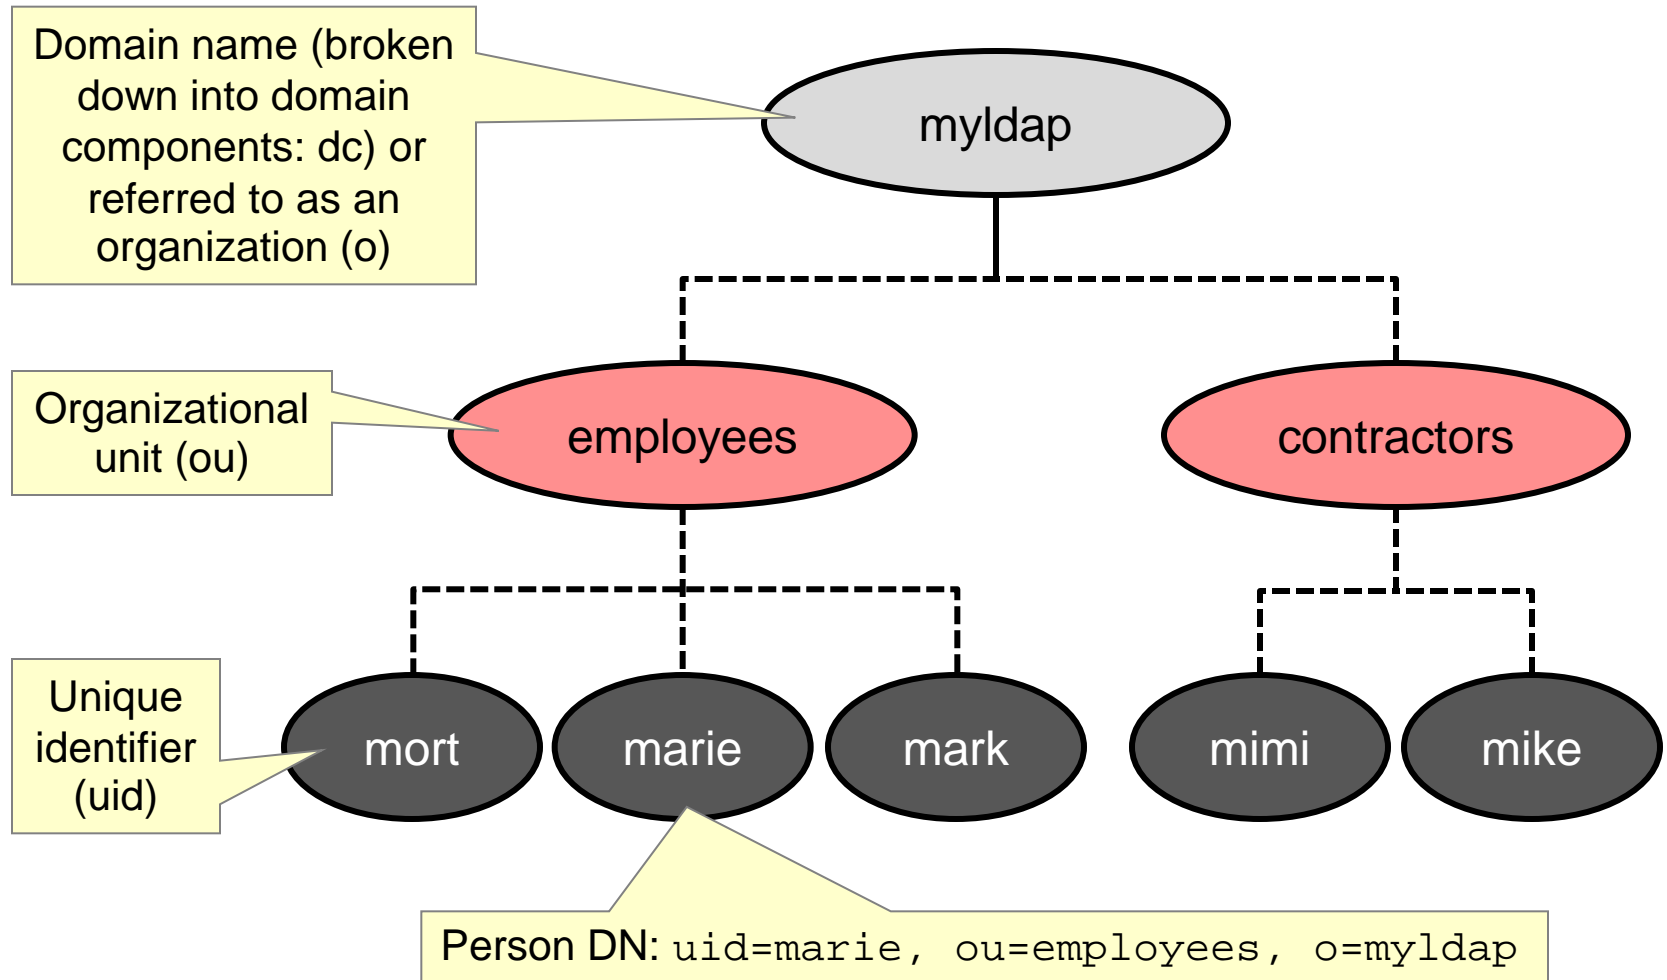 Domain name (broken
down into domain
components: dc) or
referred to as an
organization (o)
myldap
Organizational
unit (ou)
employees
contractors
Unique
identifier
(uid)
mort
marie
mark
mimi
mike
Person DN: uid=marie, ou=employees, o=myldap